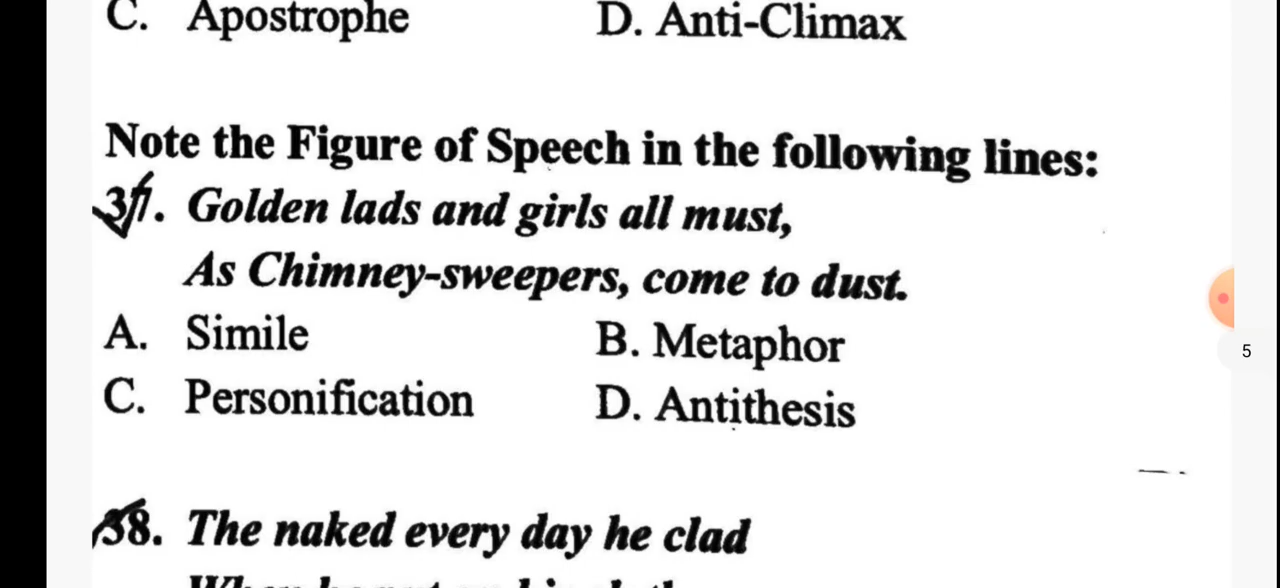 C. Apostrophe D. Anti-Climax
Note the Figure of Speech in the following lines:
37. Golden lads and girls all must,
As Chimney-sweepers, come to dust.
A. Simile B. Metaphor
C. Personification D. Antithesis
5
38. The naked every day he clad